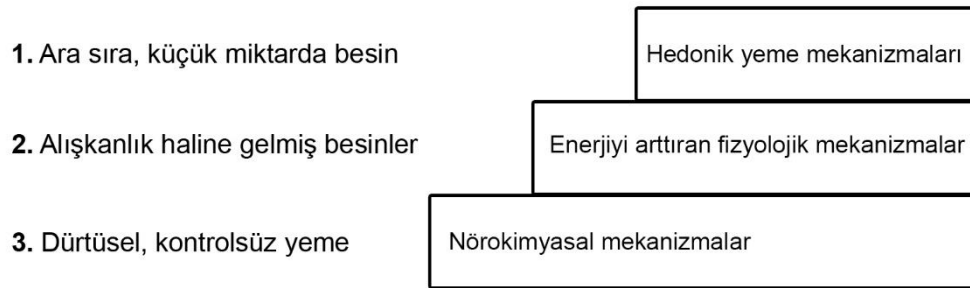 1. Ara sıra, küçük miktarda besin
Hedonik yeme mekanizmaları
2. Alışkanlık haline gelmiş besinler
Enerjiyi arttıran fizyolojik mekanizmalar
3. Dürtüsel, kontrolsüz yeme
Nörokimyasal mekanizmalar